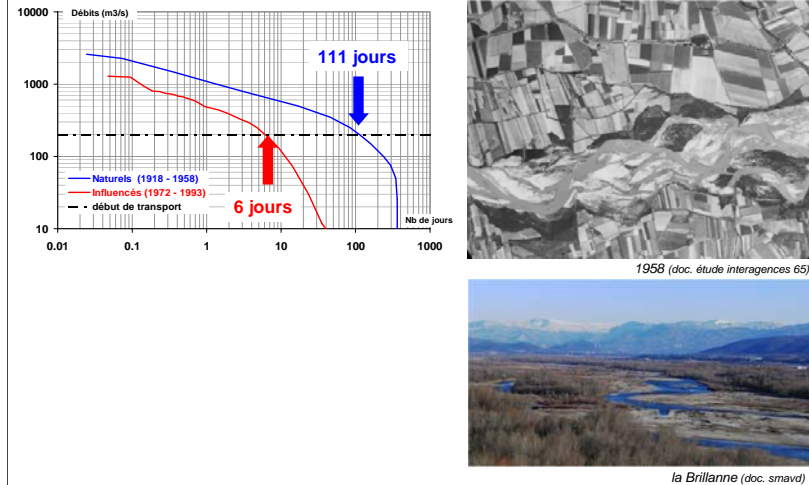 Débits (m3/s)
10000
1000
100
10
111 jours
Naturels (1918 - 1958)
Influencés (1972 - 1993)
début de transport
6 jours
Nb de jours
0.01
0.1
1
10
100
1000
1958 (doc. étude interagences 65)
la Brillanne (doc. smavd)